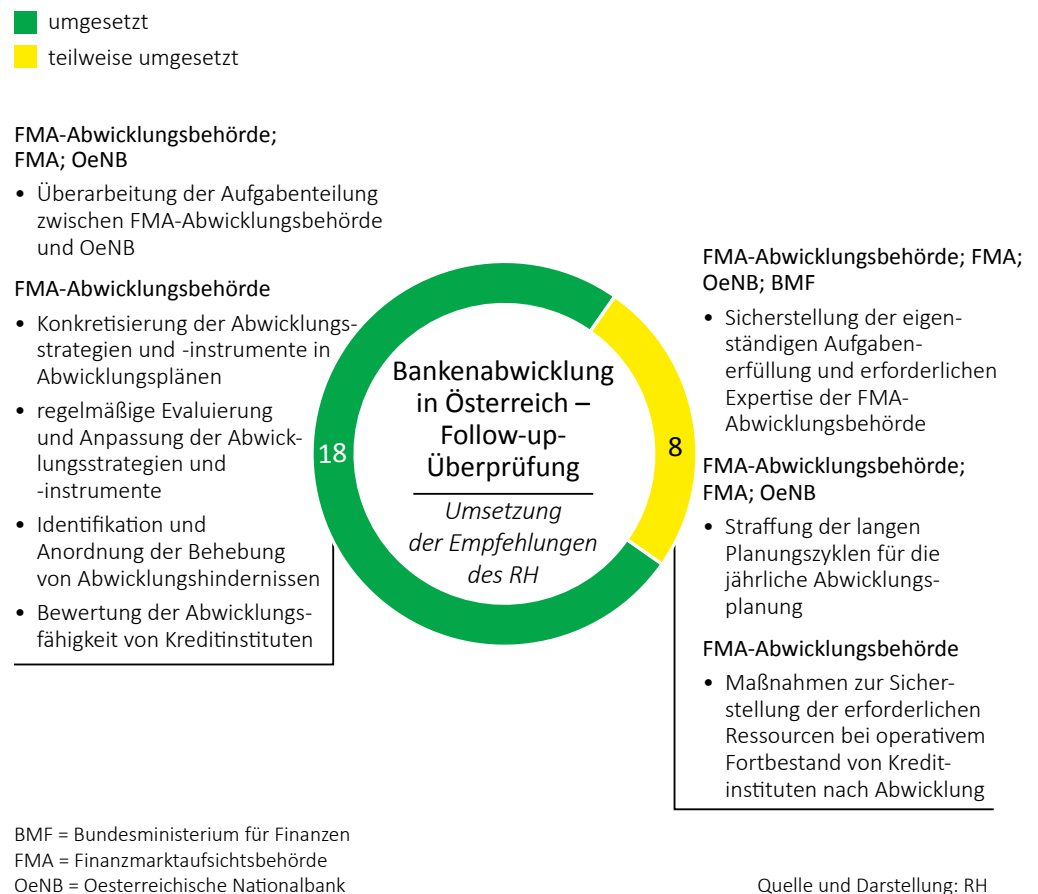 umgesetzt
teilweise umgesetzt
FMA-Abwicklungsbehörde;
FMA; OeNB
• Überarbeitung der Aufgabenteilung
zwischen FMA-Abwicklungsbehörde
und OeNB
FMA-Abwicklungsbehörde
• Konkretisierung der Abwicklungs-
strategien und -instrumente in
Abwicklungsplänen
• regelmäßige Evaluierung
und Anpassung der Abwick-
lungsstrategien und
-instrumente
• Identifikation und
Anordnung der Behebung
von Abwicklungshindernissen
• Bewertung der Abwicklungs-
fähigkeit von Kreditinstituten
18
Bankenabwicklung
in Österreich –
Follow-up-
Überprüfung
Umsetzung
der Empfehlungen
des RH
8
FMA-Abwicklungsbehörde; FMA;
OeNB; BMF
• Sicherstellung der eigen-
ständigen Aufgaben-
erfüllung und erforderlichen
Expertise der FMA-
Abwicklungsbehörde
FMA-Abwicklungsbehörde;
FMA; OeNB
• Straffung der langen
Planungszyklen für die
jährliche Abwicklungs-
planung
FMA-Abwicklungsbehörde
• Maßnahmen zur Sicher-
stellung der erforderlichen
Ressourcen bei operativem
Fortbestand von Kredit-
instituten nach Abwicklung
BMF = Bundesministerium für Finanzen
FMA = Finanzmarktaufsichtsbehörde
OeNB = Oesterreichische Nationalbank
Quelle und Darstellung: RH